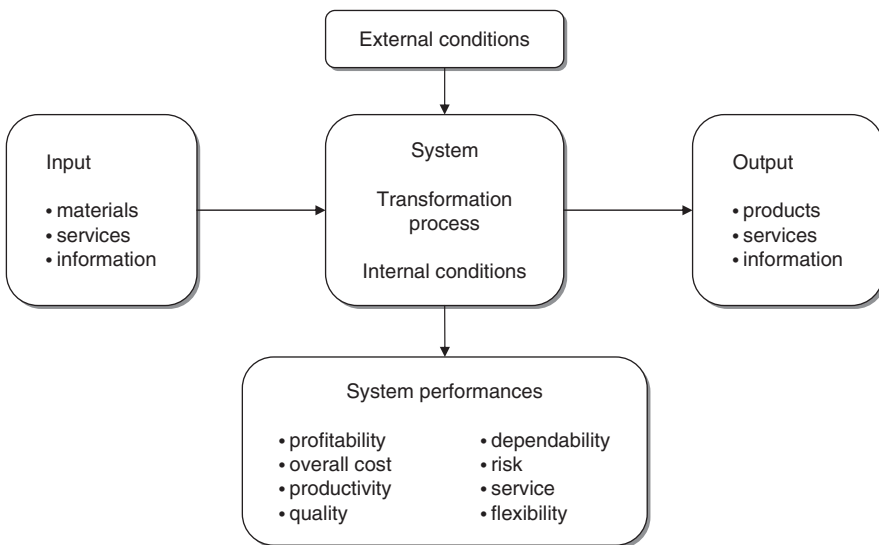 External conditions
Input
• materials
• services
• information
System
Transformation
process
Internal conditions
Output
• products
• services
• information
System performances
• profitability
• overall cost
• productivity
• quality
• dependability
• risk
• service
• flexibility